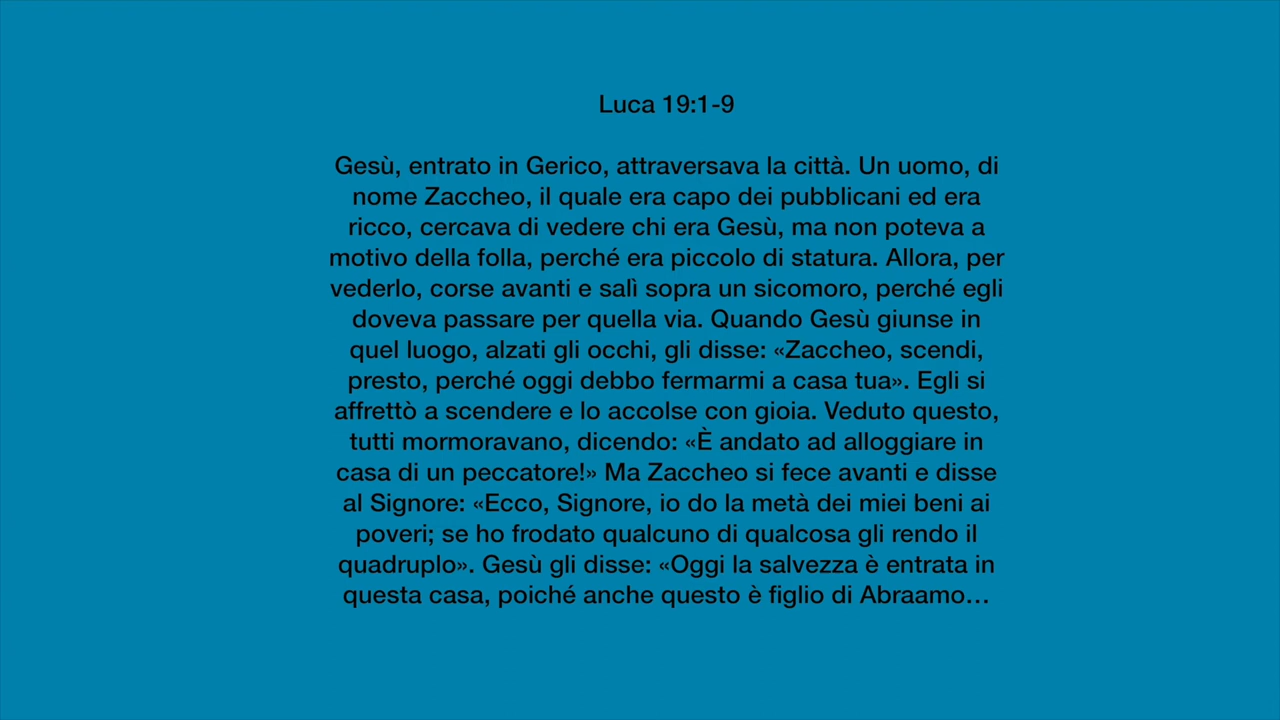 Luca 19:1-9
Gesù, entrato in Gerico, attraversava la città. Un uomo, di
nome Zaccheo, il quale era capo dei pubblicani ed era
ricco, cercava di vedere chi era Gesù, ma non poteva a
motivo della folla, perché era piccolo di statura. Allora, per
vederlo, corse avanti e salì sopra un sicomoro, perché egli
doveva passare per quella via. Quando Gesù giunse in
quel luogo, alzati gli occhi, gli disse: «Zaccheo, scendi,
presto, perché oggi debbo fermarmi a casa tua». Egli si
affrettò a scendere e lo accolse con gioia. Veduto questo,
tutti mormoravano, dicendo: «È andato ad alloggiare in
casa di un peccatore!» Ma Zaccheo si fece avanti e disse
al Signore: «Ecco, Signore, io do la metà dei miei beni ai
poveri; se ho frodato qualcuno di qualcosa gli rendo il
quadruplo». Gesù gli disse: «Oggi la salvezza è entrata in
questa casa, poiché anche questo è figlio di Abraamo…